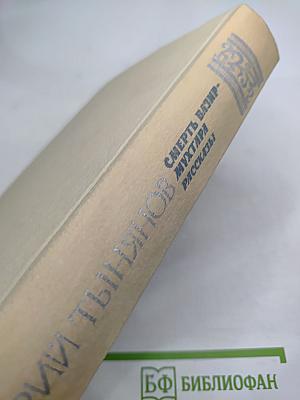 РИЙ ТЫНЯНОВ
СМЕРТЬ ВАЗИР-
МУХТАРА
РАССКАЗЫ
БФ БИБЛИОФАН